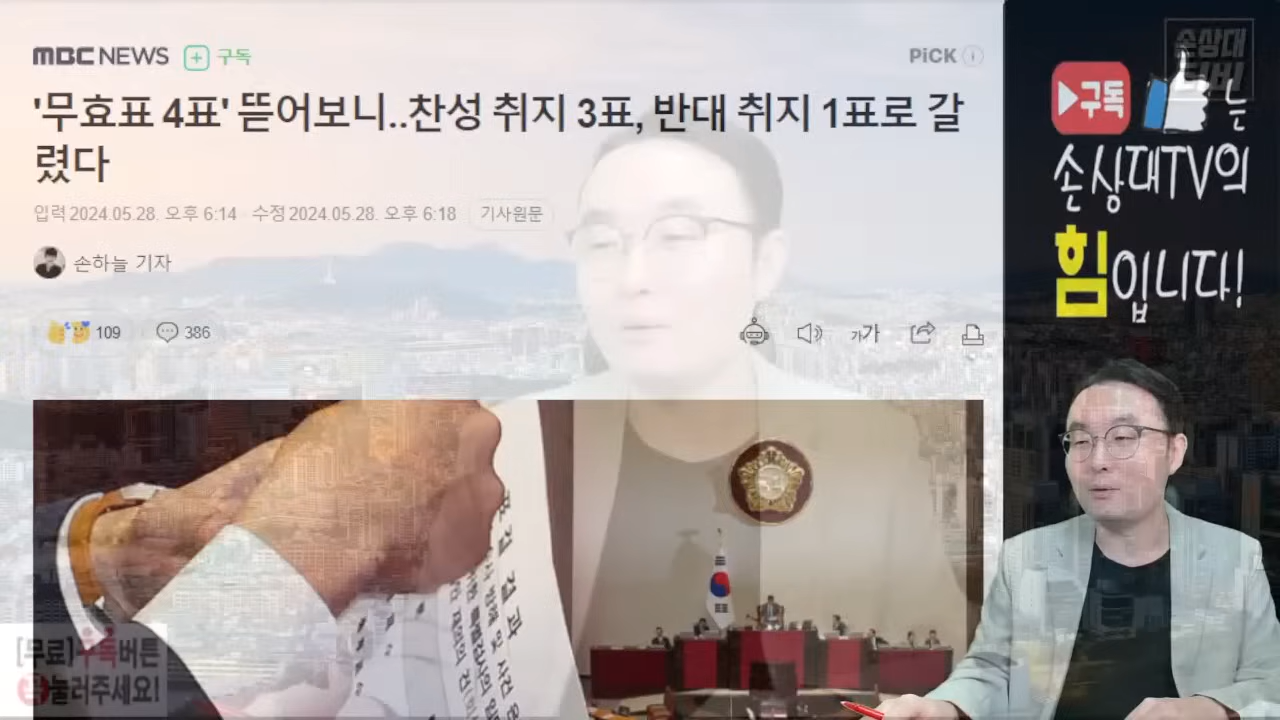 MBC NEWS + 구독
PiCK i
'무효표 4표' 뜯어보니..찬성 취지 3표, 반대 취지 1표로 갈
렸다
입력 2024.05.28. 오후 6:14 · 수정 2024.05.28. 오후 6:18 기사원문
손하늘 기자
109 386
가가
손상대
구독 는
손상대TV의
힘입니다!
[무료]구독버튼
눌러주세요!